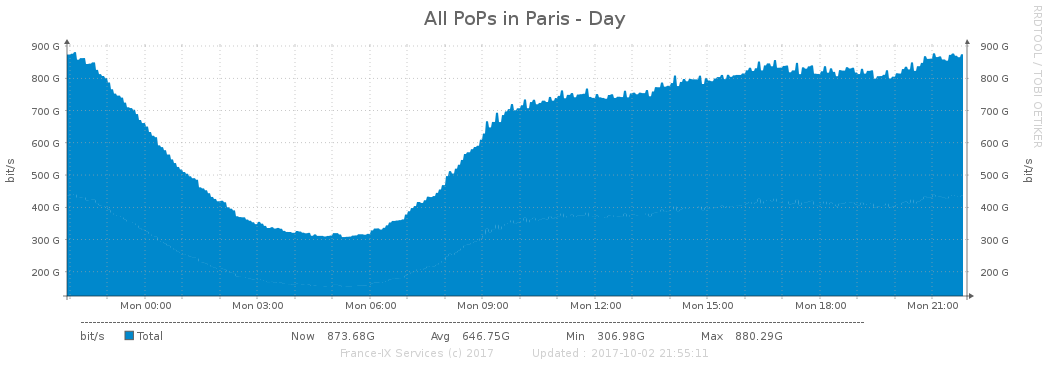 All PoPs in Paris - Day
RRDTOOL / TOBI OETIKER
bit/s
900 G
800 G
700 G
600 G
500 G
400 G
300 G
200 G
900 G
800 G
700 G
600 G
500 G
400 G
300 G
200 G
bit/s
Mon 00:00 Mon 03:00 Mon 06:00 Mon 09:00 Mon 12:00 Mon 15:00 Mon 18:00 Mon 21:00
bit/s Total Now 873.68G Avg 646.75G Min 306.98G Max 880.29G
France-IX Services (c) 2017 Updated : 2017-10-02 21:55:11